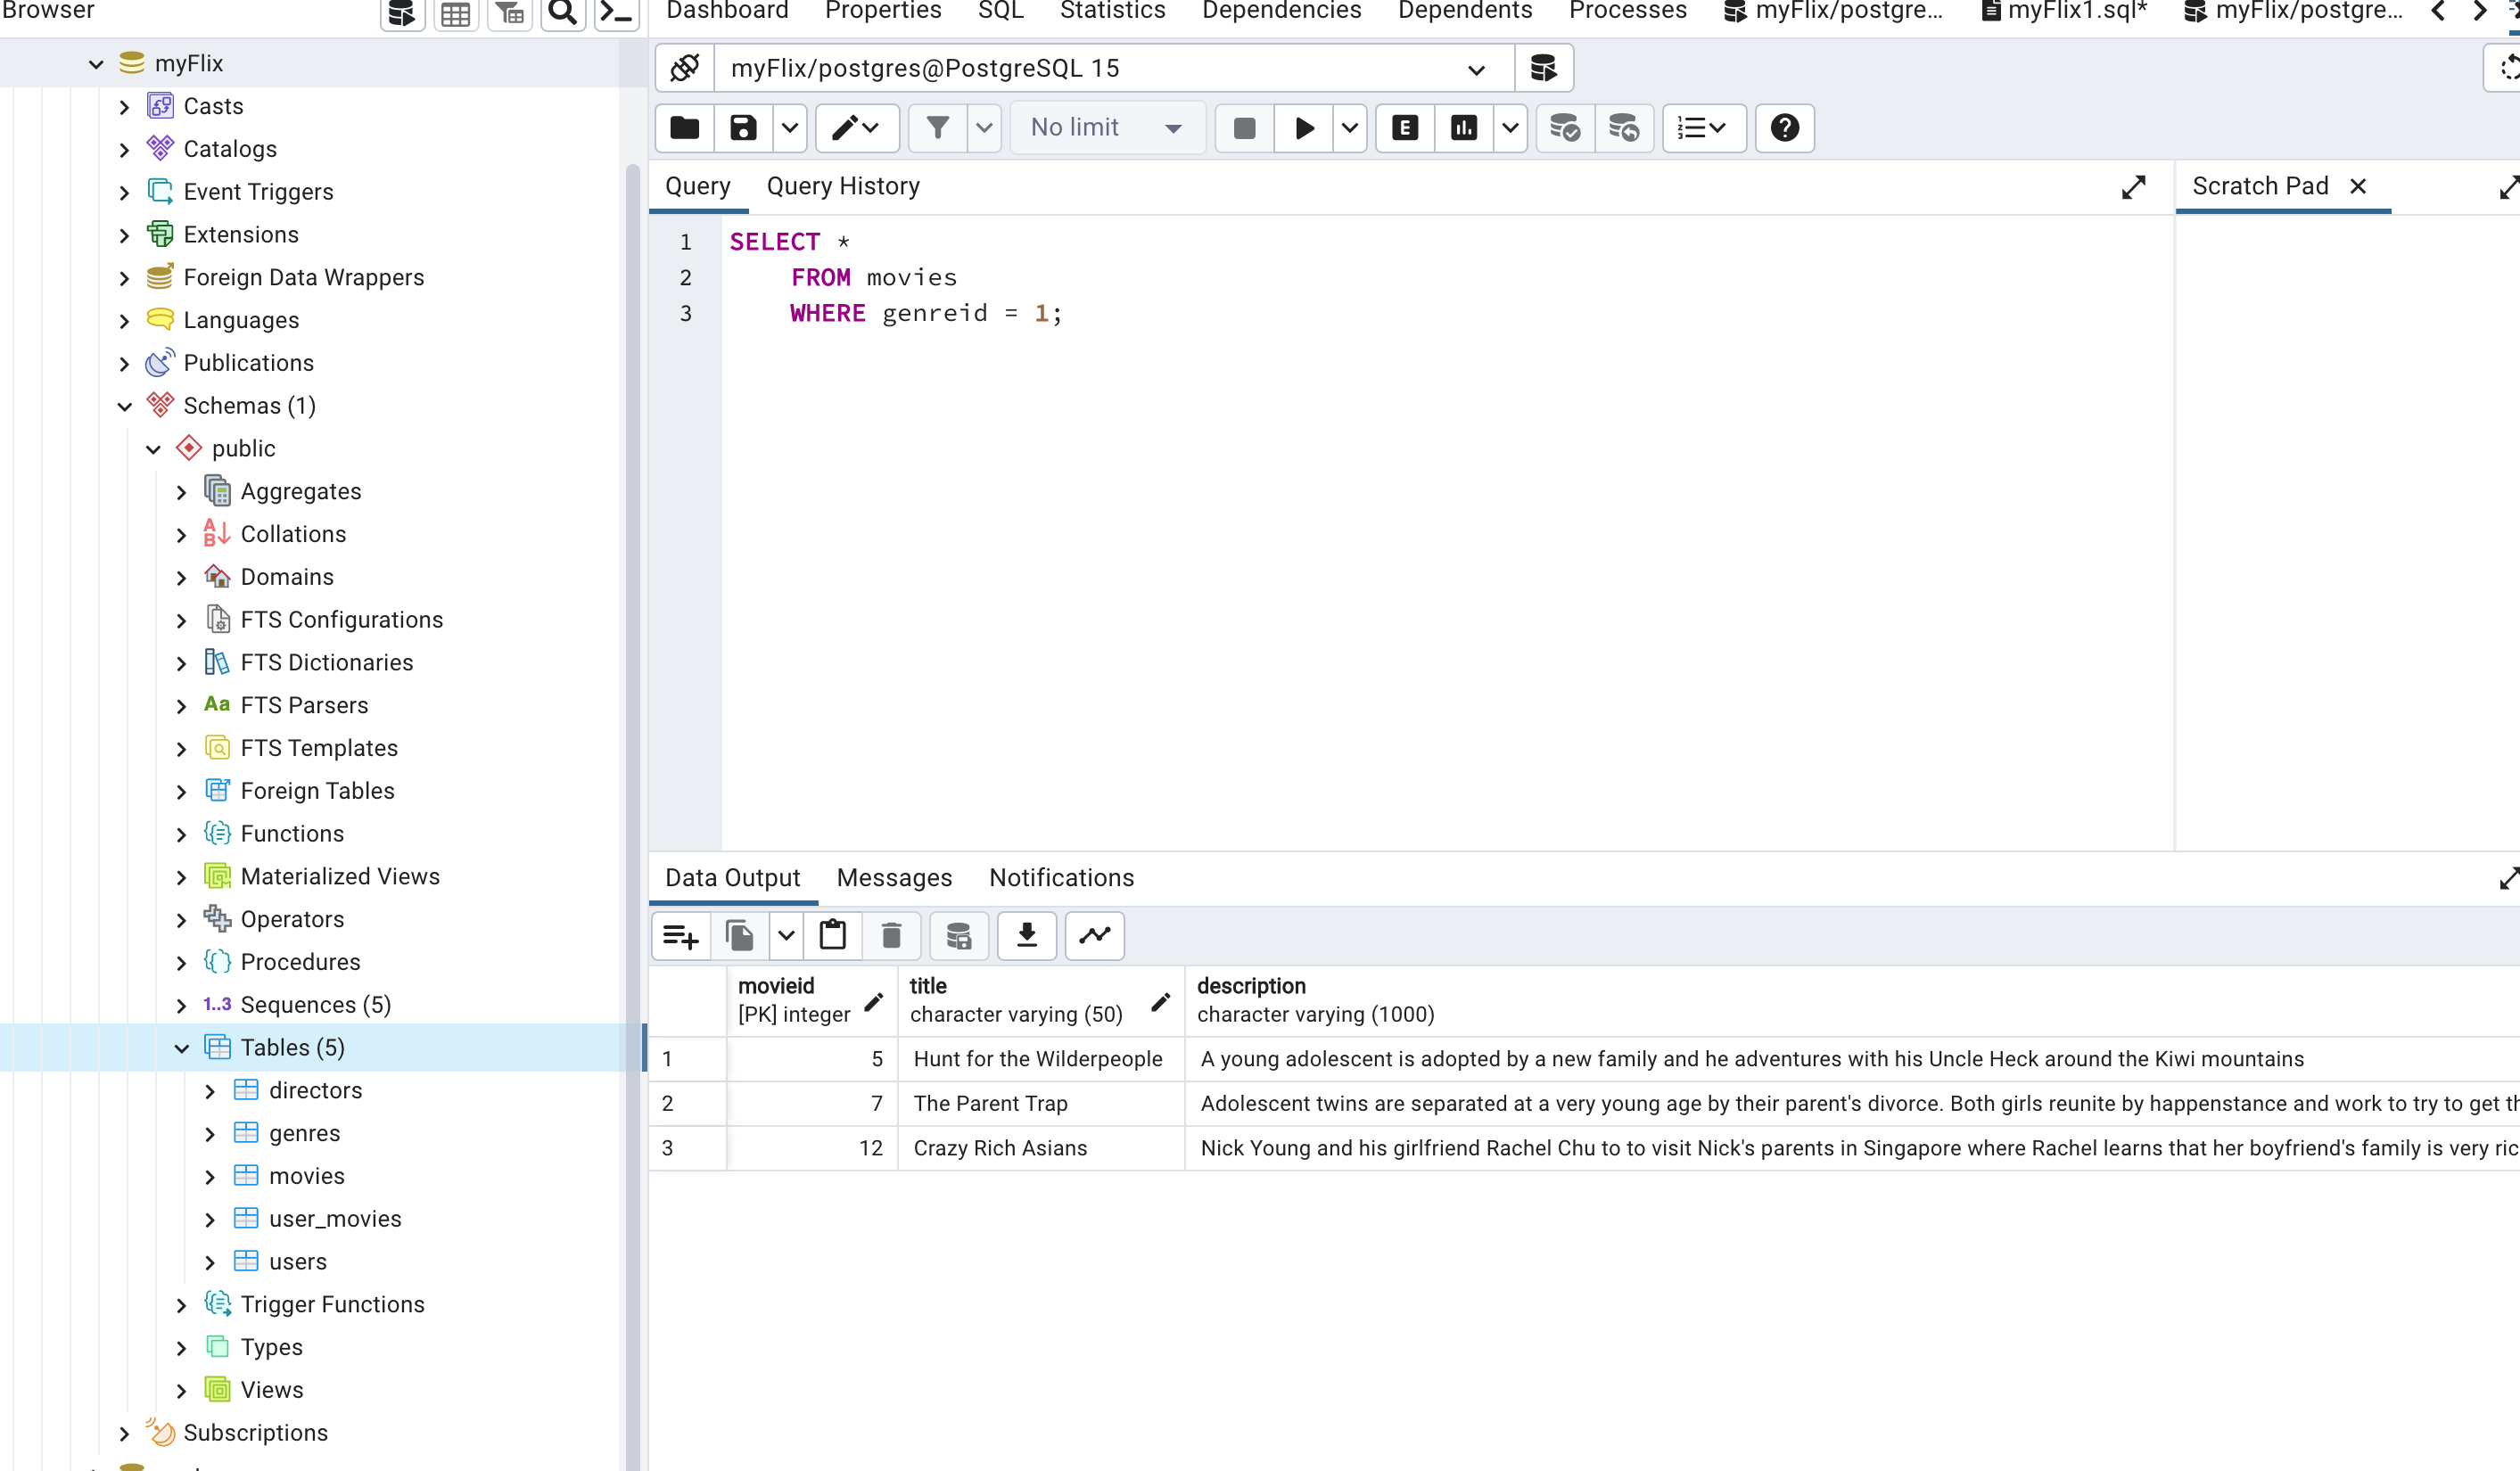 Browser
Dashboard Properties SQL Statistics Dependencies Dependents Processes myFlix/postgre... myFlix1.sql* myFlix/postgre...
myFlix
Casts
Catalogs
Event Triggers
Extensions
Foreign Data Wrappers
Languages
Publications
Schemas (1)
public
Aggregates
Collations
Domains
FTS Configurations
FTS Dictionaries
Aa FTS Parsers
FTS Templates
Foreign Tables
Functions
Materialized Views
Operators
Procedures
1..3 Sequences (5)
Tables (5)
directors
genres
movies
user_movies
users
Trigger Functions
Types
Views
Subscriptions
myFlix/postgres@PostgreSQL 15
No limit
E
Query Query History
Scratch Pad
1 SELECT *
2 FROM movies
3 WHERE genreid = 1;
Data Output Messages Notifications
movieid title description
[PK] integer character varying (50) character varying (1000)
1 5 Hunt for the Wilderpeople A young adolescent is adopted by a new family and he adventures with his Uncle Heck around the Kiwi mountains
2 7 The Parent Trap Adolescent twins are separated at a very young age by their parent's divorce. Both girls reunite by happenstance and work to try to get
3 12 Crazy Rich Asians Nick Young and his girlfriend Rachel Chu to to visit Nick's parents in Singapore where Rachel learns that her boyfriend's family is very